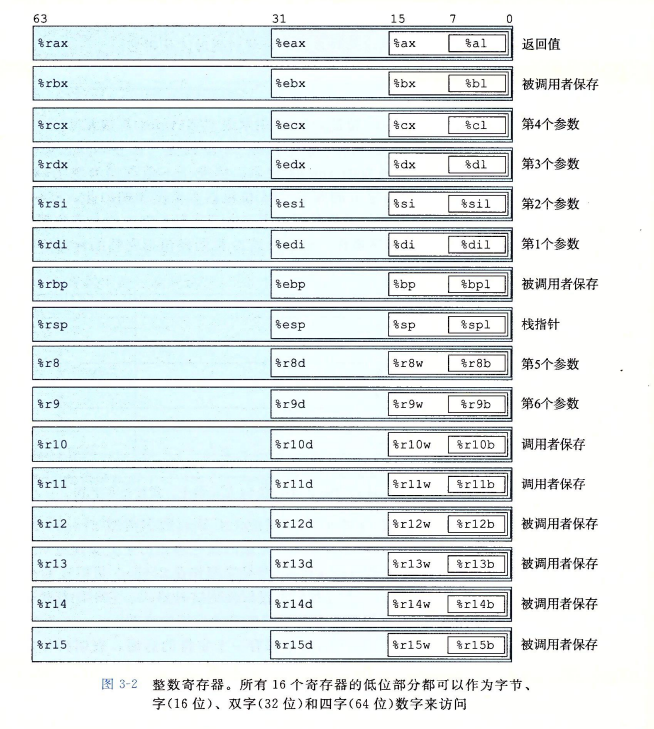 63 31 15 7 0
%rax %eax %ax %al 返回值
%rbx %ebx %bx %bl 被调用者保存
%rcx %ecx %cx %cl 第4个参数
%rdx %edx %dx %dl 第3个参数
%rsi %esi %si %sil 第2个参数
%rdi %edi %di %dil 第1个参数
%rbp %ebp %bp %bpl 被调用者保存
%rsp %esp %sp %spl 栈指针
%r8 %r8d %r8w %r8b 第5个参数
%r9 %r9d %r9w %r9b 第6个参数
%r10 %r10d %r10w %r10b 调用者保存
%r11 %r11d %r11w %r11b 调用者保存
%r12 %r12d %r12w %r12b 被调用者保存
%r13 %r13d %r13w %r13b 被调用者保存
%r14 %r14d %r14w %r14b 被调用者保存
%r15 %r15d %r15w %r15b 被调用者保存
图 3-2 整数寄存器。所有 16 个寄存器的低位部分都可以作为字节、
字(16 位)、双字(32 位)和四字(64 位)数字来访问